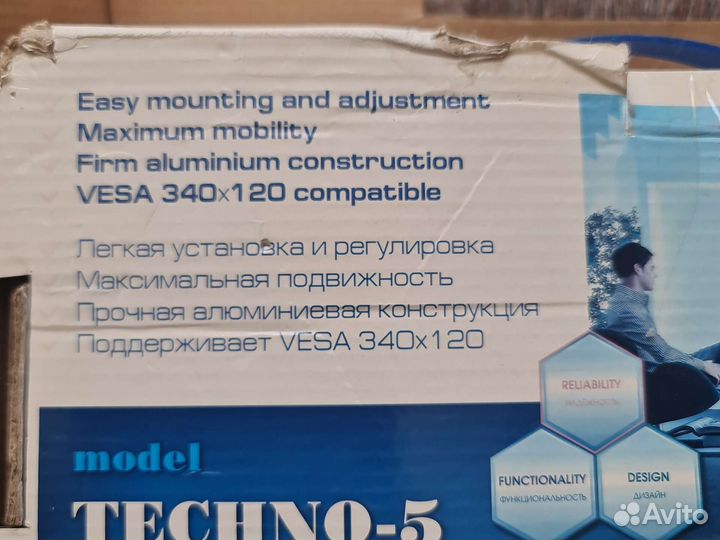 Easy mounting and adjustment
Maximum mobility
Firm aluminium construction
VESA 340x120 compatible
Легкая установка и регулировка
Максимальная подвижность
Прочная алюминиевая конструкция
Поддерживает VESA 340x120
RELIABILITY
НАДЁЖНОСТЬ
model
FUNCTIONALITY
ФУНКЦИОНАЛЬНОСТЬ
DESIGN
ДИЗАЙН
TECHNO-5
Avito